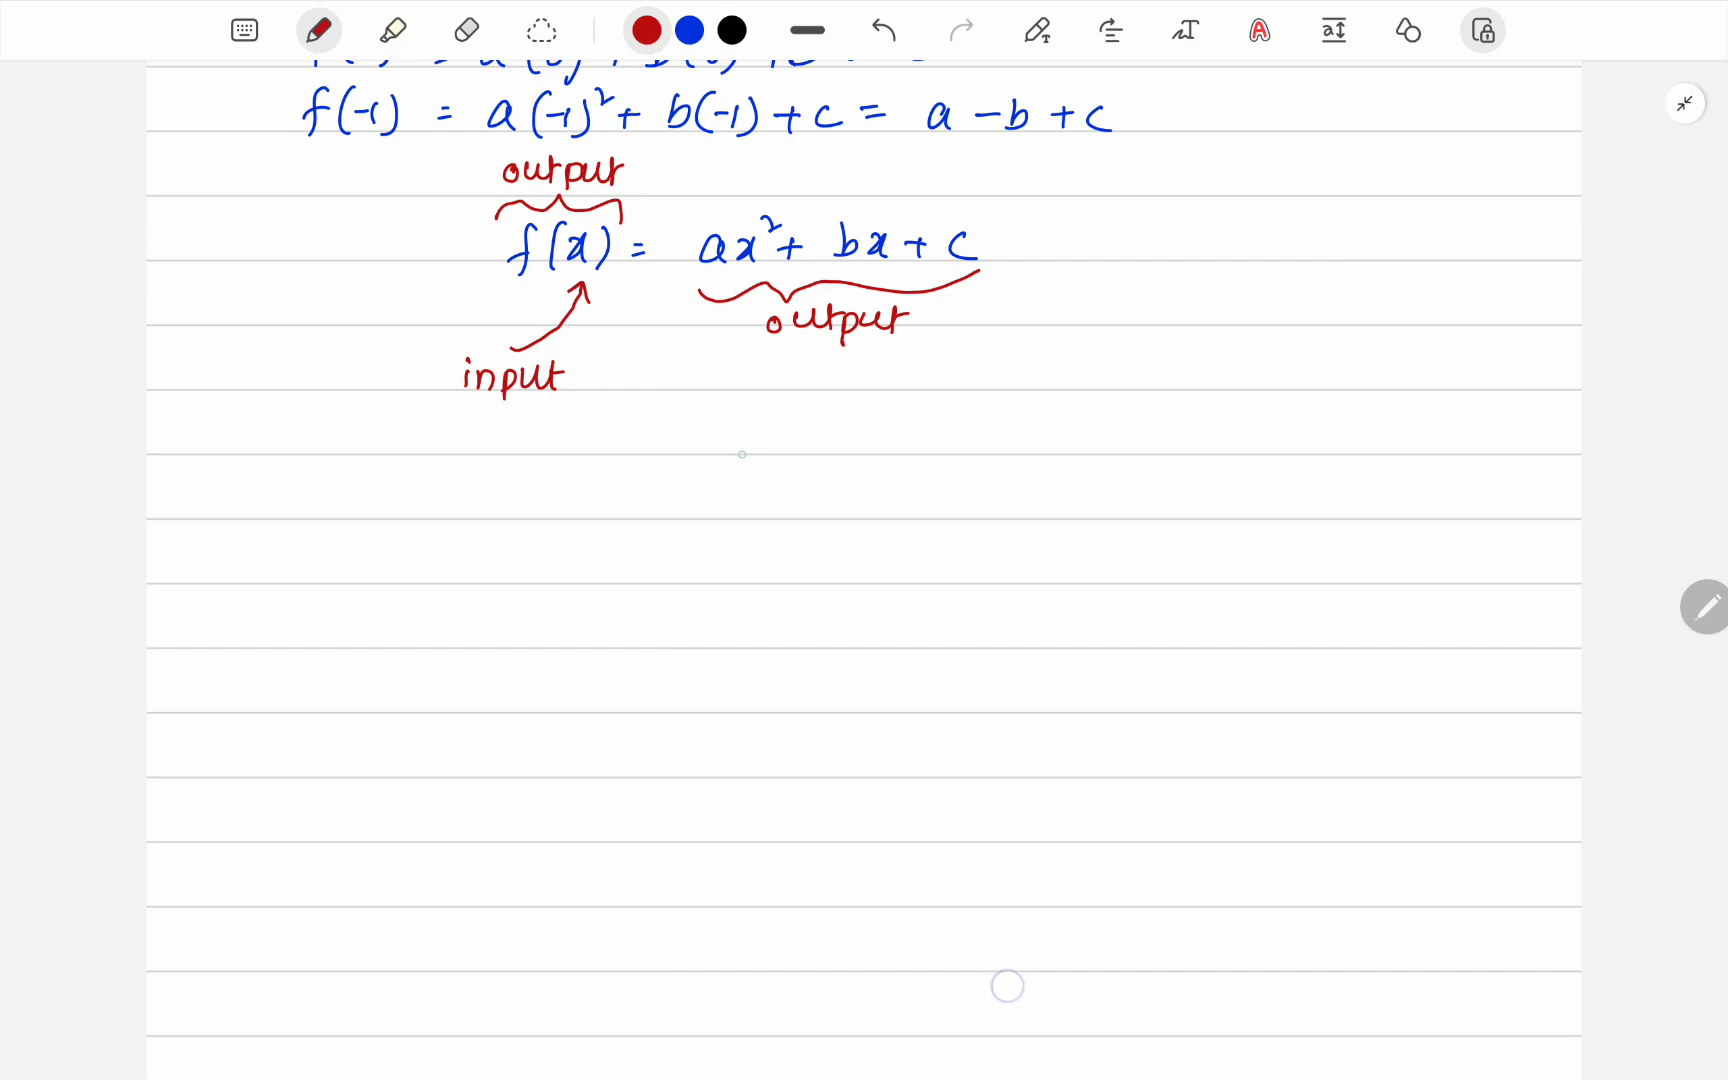 f(-1) = a(-1)² + b(-1) + c = a - b + c
output
f(x) = ax² + bx + c
output
input